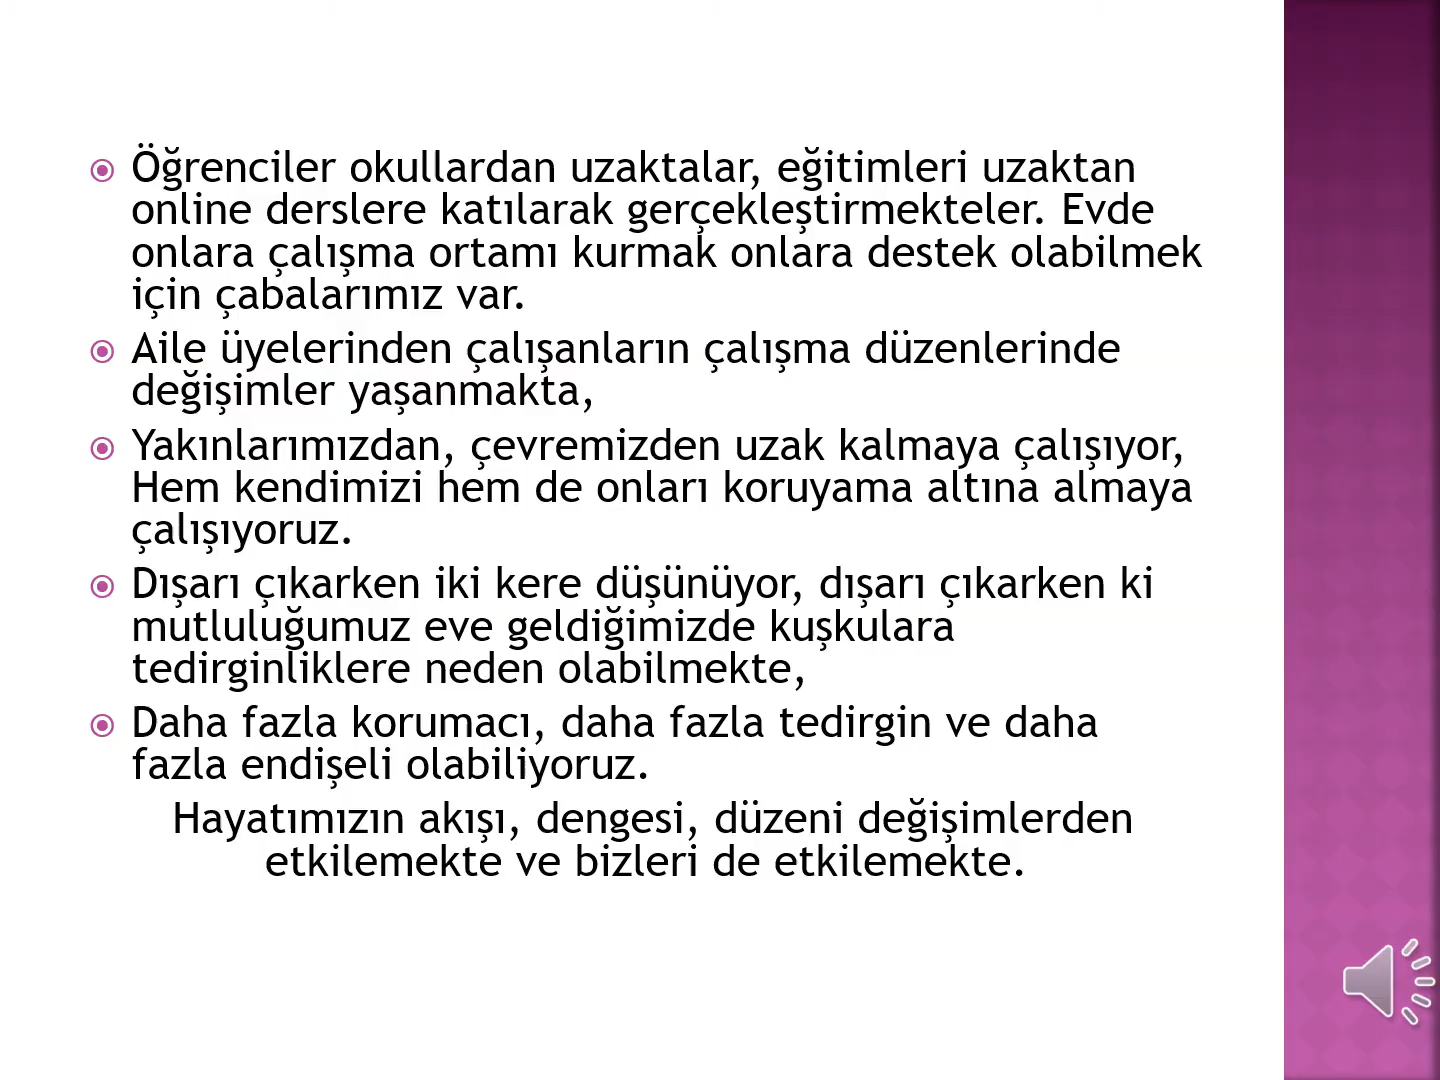 Öğrenciler okullardan uzaktalar, eğitimleri uzaktan
online derslere katılarak gerçekleştirmekteler. Evde
onlara çalışma ortamı kurmak onlara destek olabilmek
için çabalarımız var.
Aile üyelerinden çalışanların çalışma düzenlerinde
değişimler yaşanmakta,
Yakınlarımızdan, çevremizden uzak kalmaya çalışıyor,
Hem kendimizi hem de onları koruyama altına almaya
çalışıyoruz.
Dışarı çıkarken iki kere düşünüyor, dışarı çıkarken ki
mutluluğumuz eve geldiğimizde kuşkulara
tedirginliklere neden olabilmekte,
Daha fazla korumacı, daha fazla tedirgin ve daha
fazla endişeli olabiliyoruz.
Hayatımızın akışı, dengesi, düzeni değişimlerden
etkilemekte ve bizleri de etkilemekte.